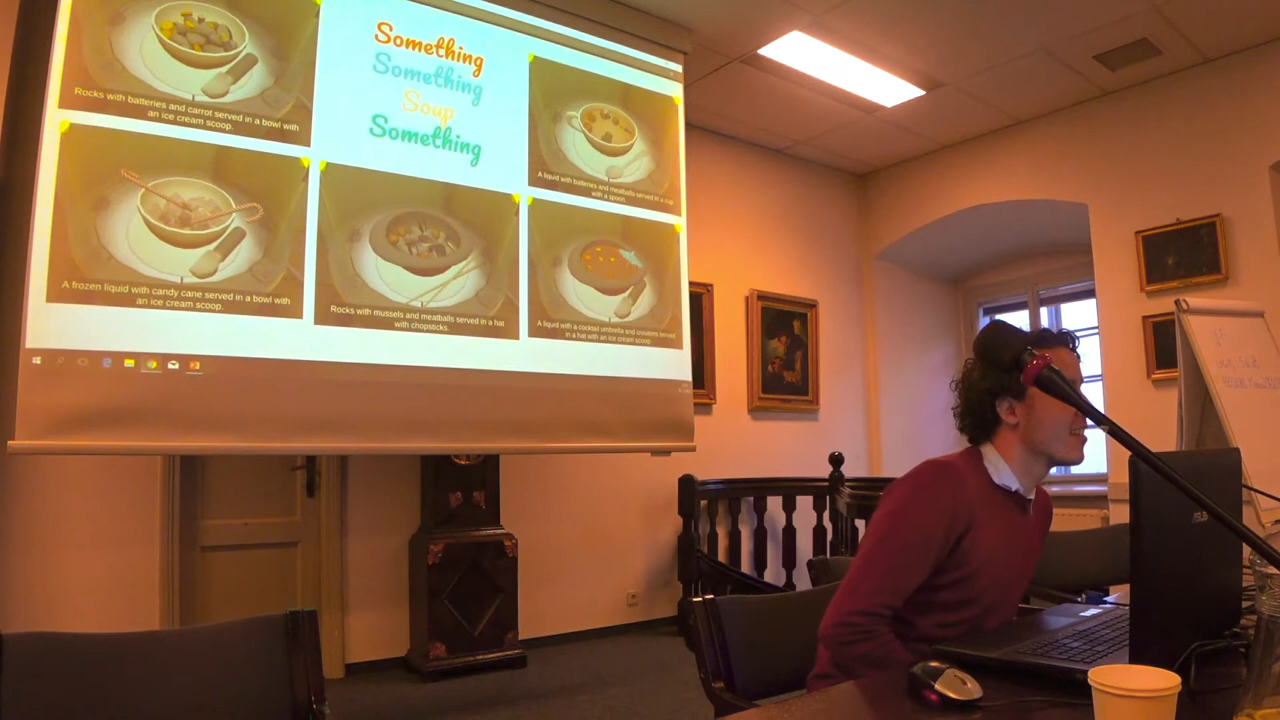 Rocks with batteries and carrot served in a bowl with
an ice cream scoop.
Something
Something
Soup
Something
A liquid with batteries and meatballs served in a cup
with a spoon.
A frozen liquid with candy cane served in a bowl with
an ice cream scoop.
Rocks with mussels and meatballs served in a hat
with chopsticks.
A liquid with a cocktail umbrella and croutons served
in a hat with an ice cream scoop.